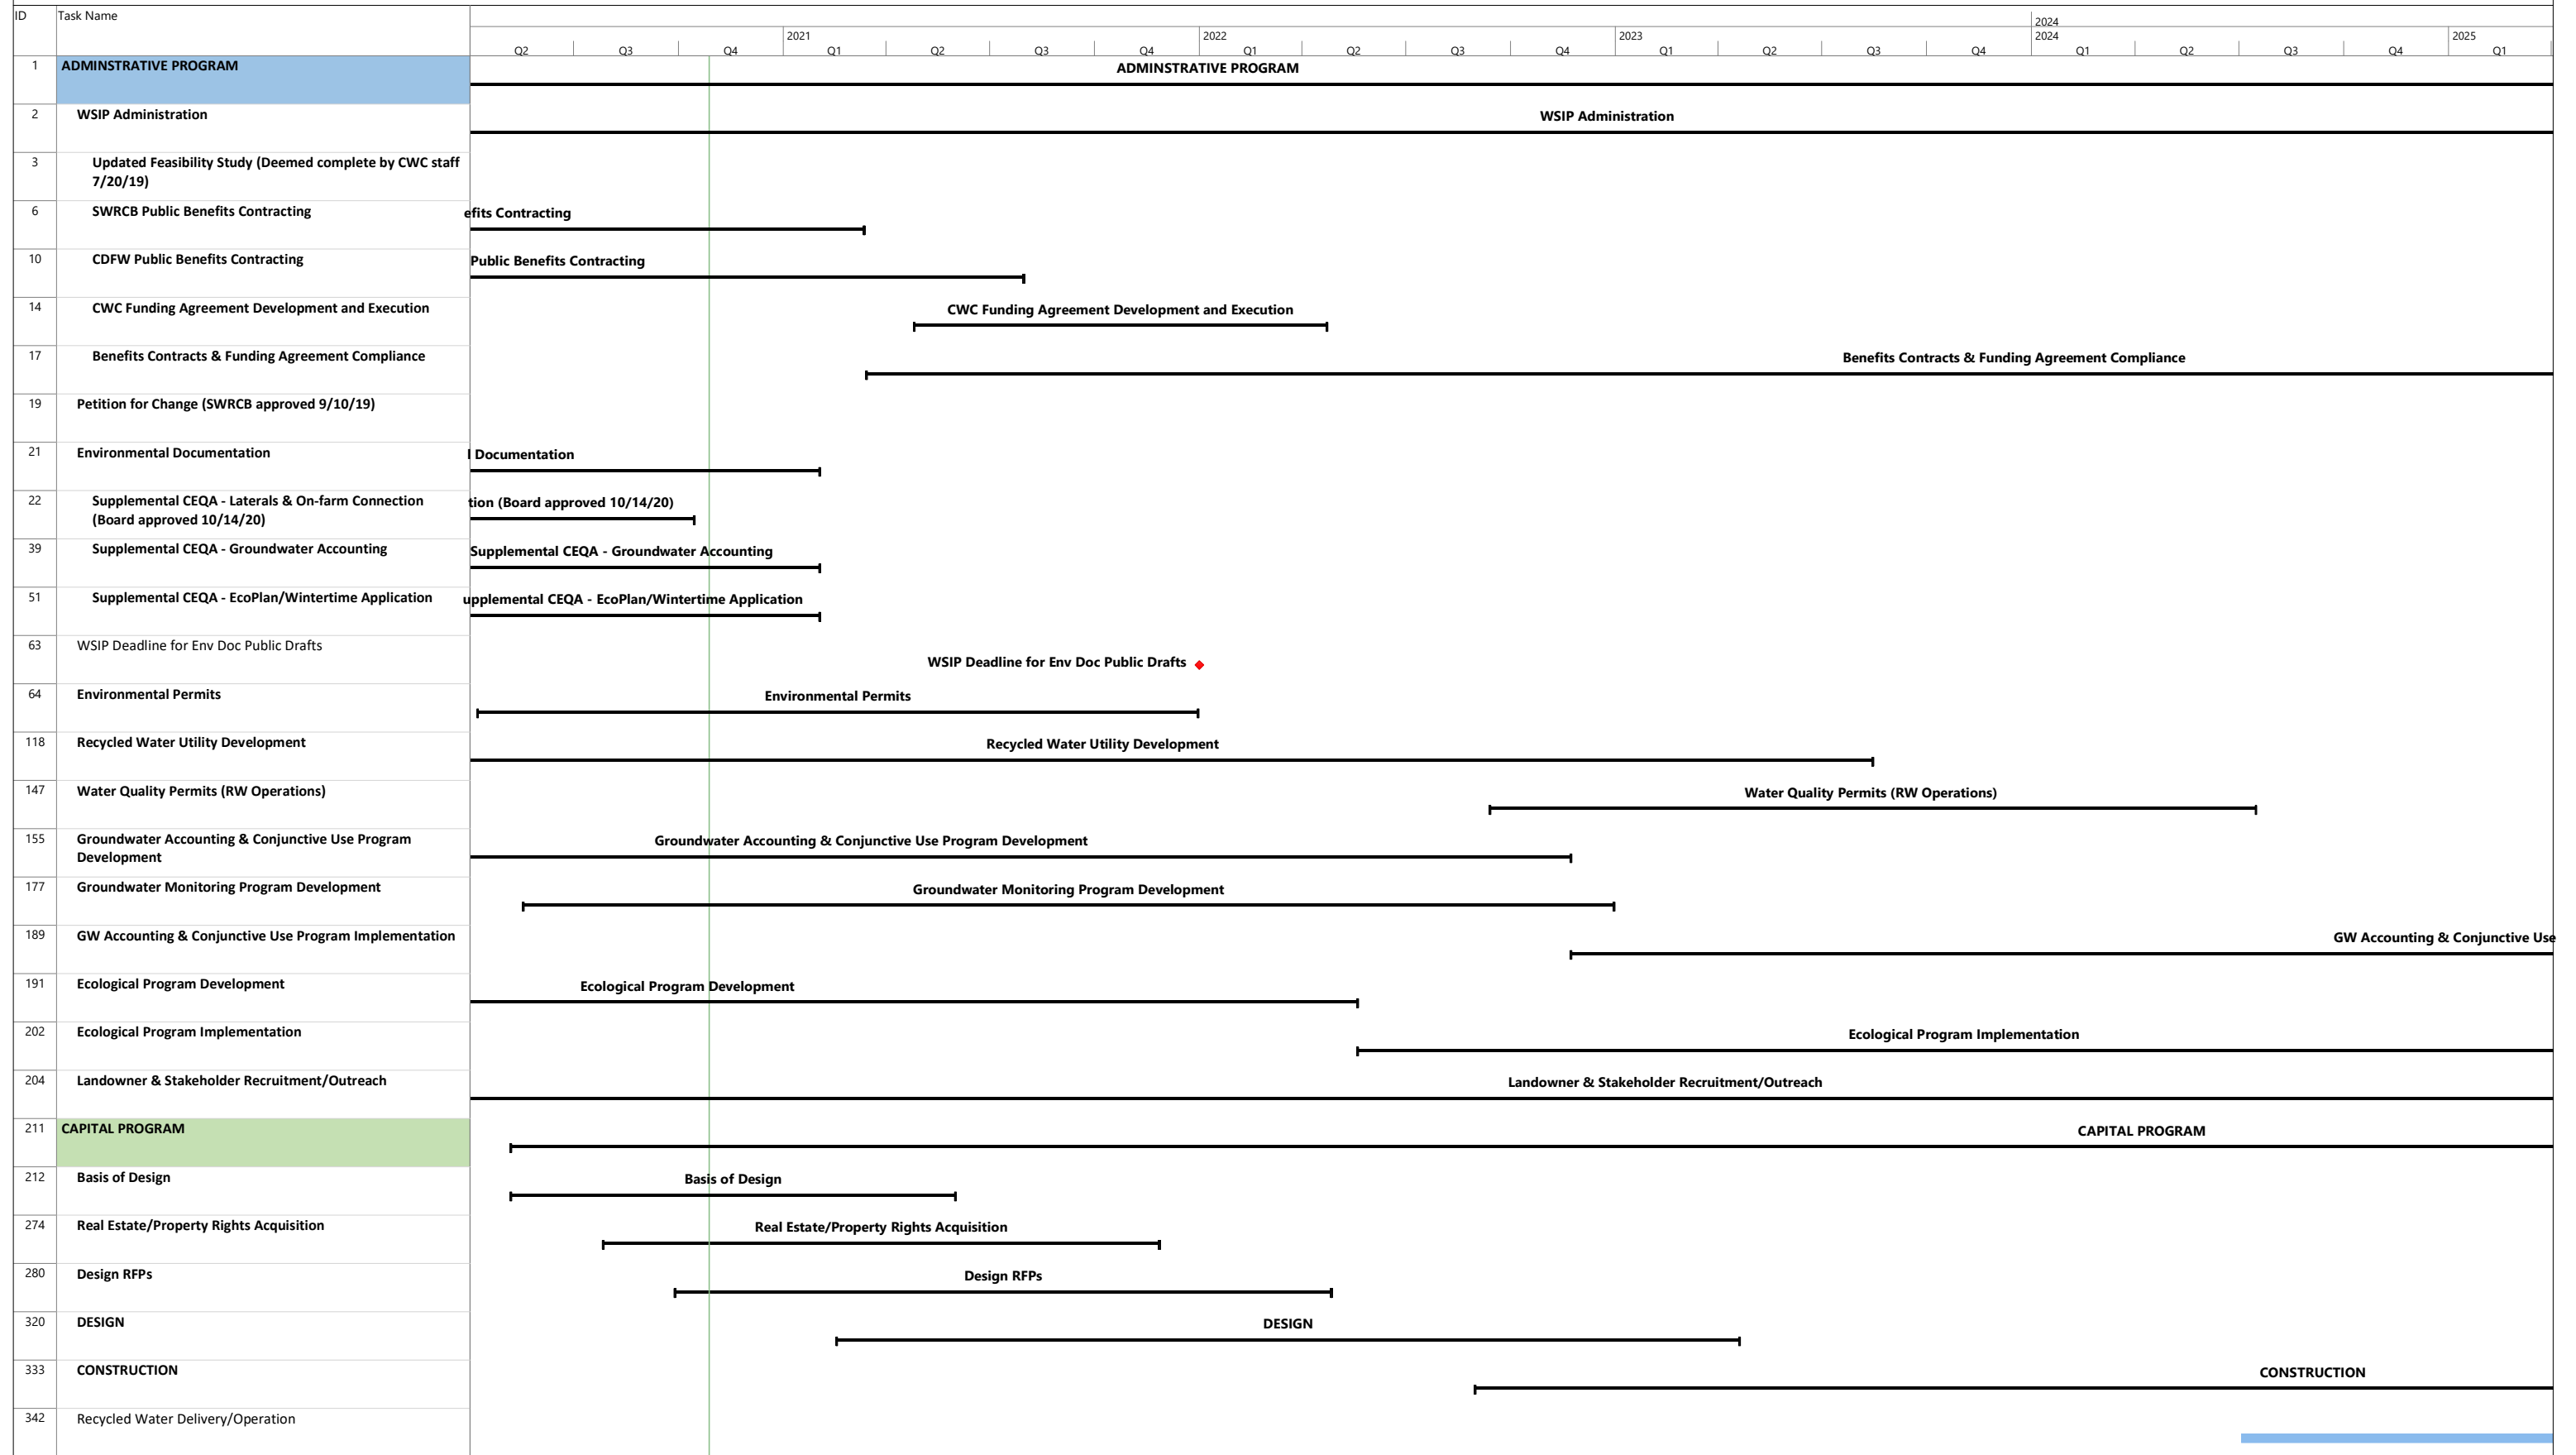 ID Task Name
2024
2021 2022 2023 2024 2025
Q2 Q3 Q4 Q1 Q2 Q3 Q4 Q1 Q2 Q3 Q4 Q1 Q2 Q3 Q4 Q1 Q2 Q3 Q4 Q1
1 ADMINSTRATIVE PROGRAM ADMINSTRATIVE PROGRAM
2 WSIP Administration WSIP Administration
3 Updated Feasibility Study (Deemed complete by CWC staff
7/20/19)
6 SWRCB Public Benefits Contracting efits Contracting
10 CDFW Public Benefits Contracting Public Benefits Contracting
14 CWC Funding Agreement Development and Execution CWC Funding Agreement Development and Execution
17 Benefits Contracts & Funding Agreement Compliance Benefits Contracts & Funding Agreement Compliance
19 Petition for Change (SWRCB approved 9/10/19)
21 Environmental Documentation l Documentation
22 Supplemental CEQA - Laterals & On-farm Connection tion (Board approved 10/14/20)
(Board approved 10/14/20)
39 Supplemental CEQA - Groundwater Accounting Supplemental CEQA - Groundwater Accounting
51 Supplemental CEQA - EcoPlan/Wintertime Application upplemental CEQA - EcoPlan/Wintertime Application
63 WSIP Deadline for Env Doc Public Drafts WSIP Deadline for Env Doc Public Drafts
64 Environmental Permits Environmental Permits
118 Recycled Water Utility Development Recycled Water Utility Development
147 Water Quality Permits (RW Operations) Water Quality Permits (RW Operations)
155 Groundwater Accounting & Conjunctive Use Program Groundwater Accounting & Conjunctive Use Program Development
Development
177 Groundwater Monitoring Program Development Groundwater Monitoring Program Development
189 GW Accounting & Conjunctive Use Program Implementation GW Accounting & Conjunctive Use
191 Ecological Program Development Ecological Program Development
202 Ecological Program Implementation Ecological Program Implementation
204 Landowner & Stakeholder Recruitment/Outreach Landowner & Stakeholder Recruitment/Outreach
211 CAPITAL PROGRAM CAPITAL PROGRAM
212 Basis of Design Basis of Design
274 Real Estate/Property Rights Acquisition Real Estate/Property Rights Acquisition
280 Design RFPs Design RFPs
320 DESIGN DESIGN
333 CONSTRUCTION CONSTRUCTION
342 Recycled Water Delivery/Operation